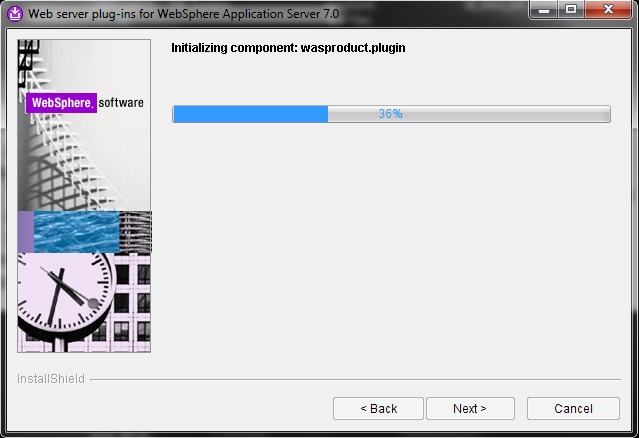 Web server plug-ins for WebSphere Application Server 7.0
Initializing component: wasproduct.plugin
WebSphere. software
36%
InstallShield
< Back
Next >
Cancel